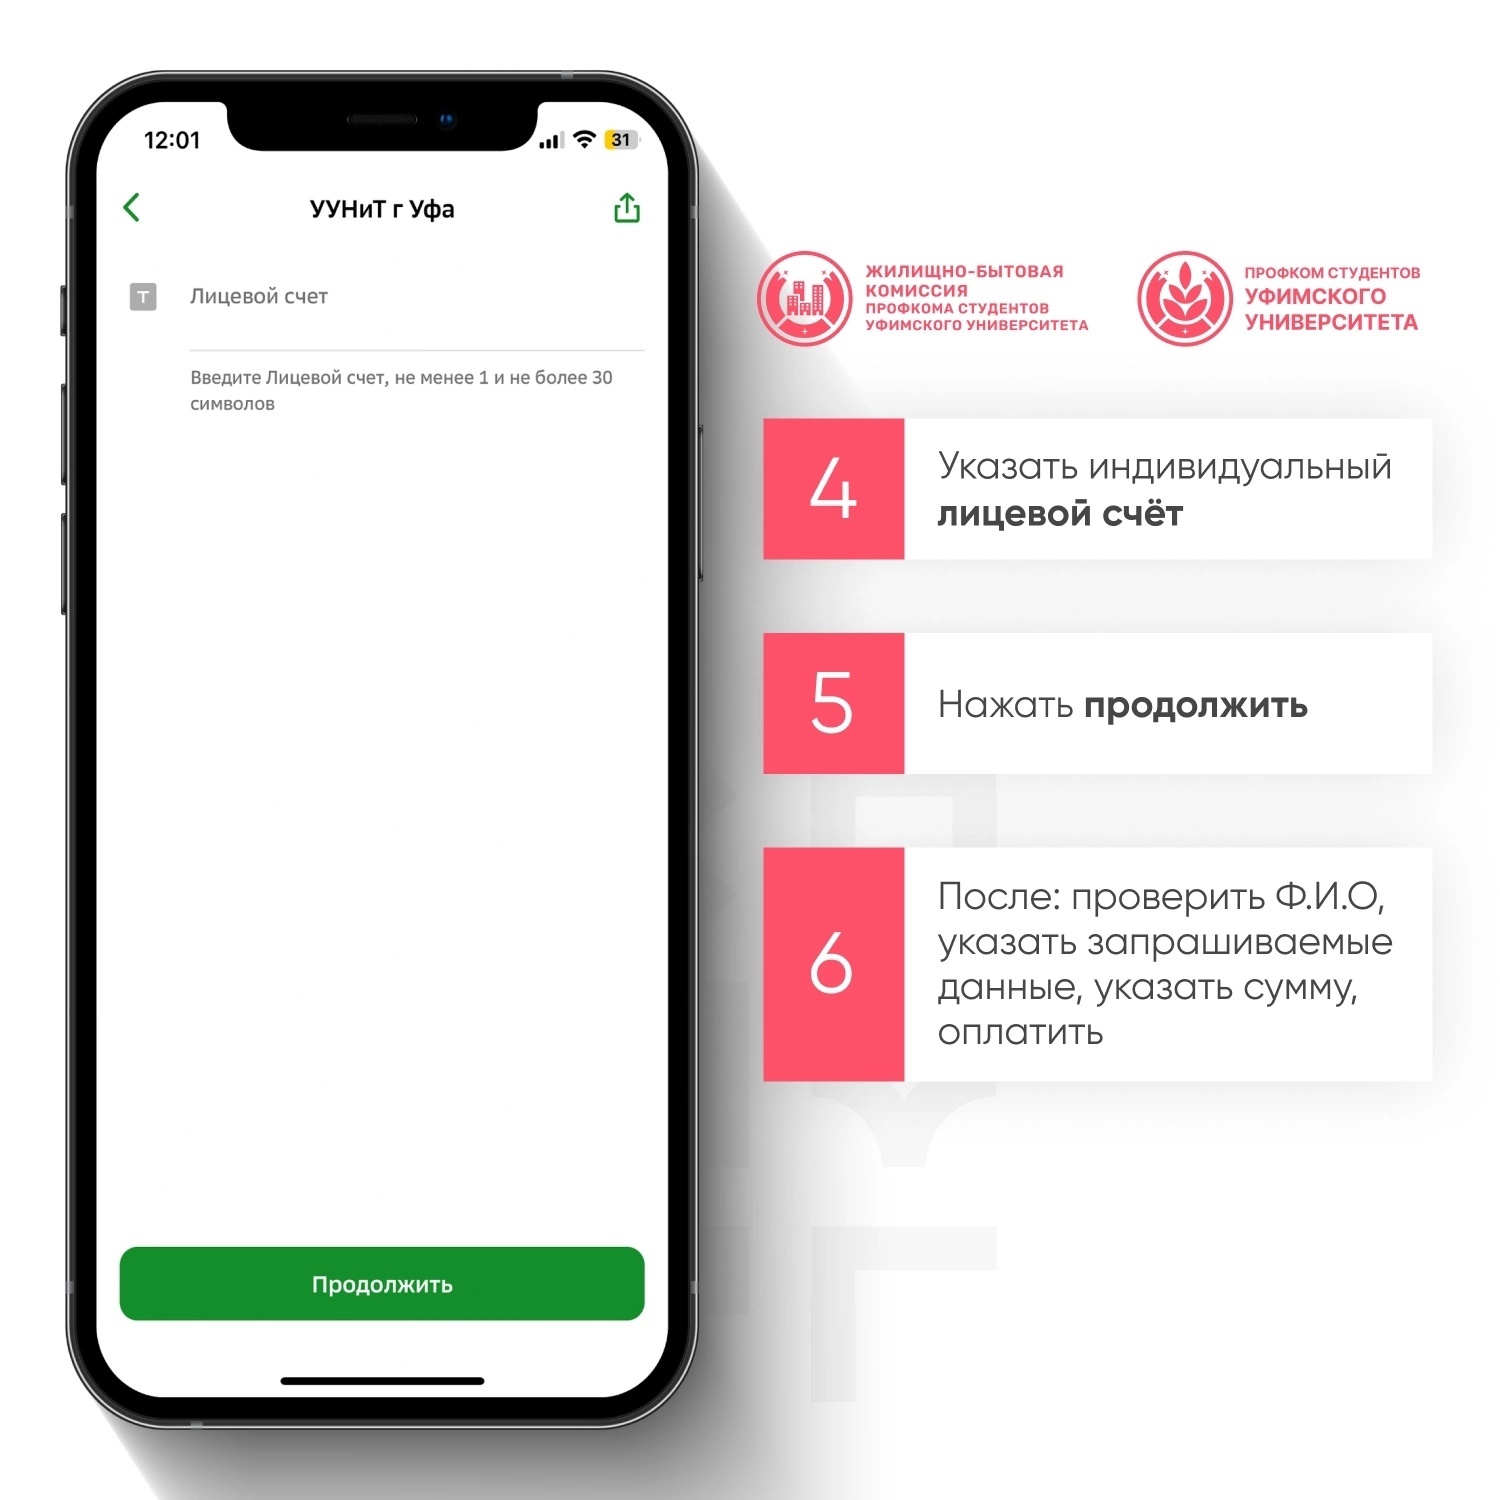 12:01
31
УУНиТ г Уфа
T
Лицевой счет
Введите Лицевой счет, не менее 1 и не более 30
символов
Продолжить
ЖИЛИЩНО-БЫТОВАЯ
КОМИССИЯ
ПРОФКОМА СТУДЕНТОВ
УФИМСКОГО УНИВЕРСИТЕТА
ПРОФКОМ СТУДЕНТОВ
УФИМСКОГО
УНИВЕРСИТЕТА
4
Указать индивидуальный
лицевой счёт
5
Нажать продолжить
6
После: проверить Ф.И.О,
указать запрашиваемые
данные, указать сумму,
оплатить